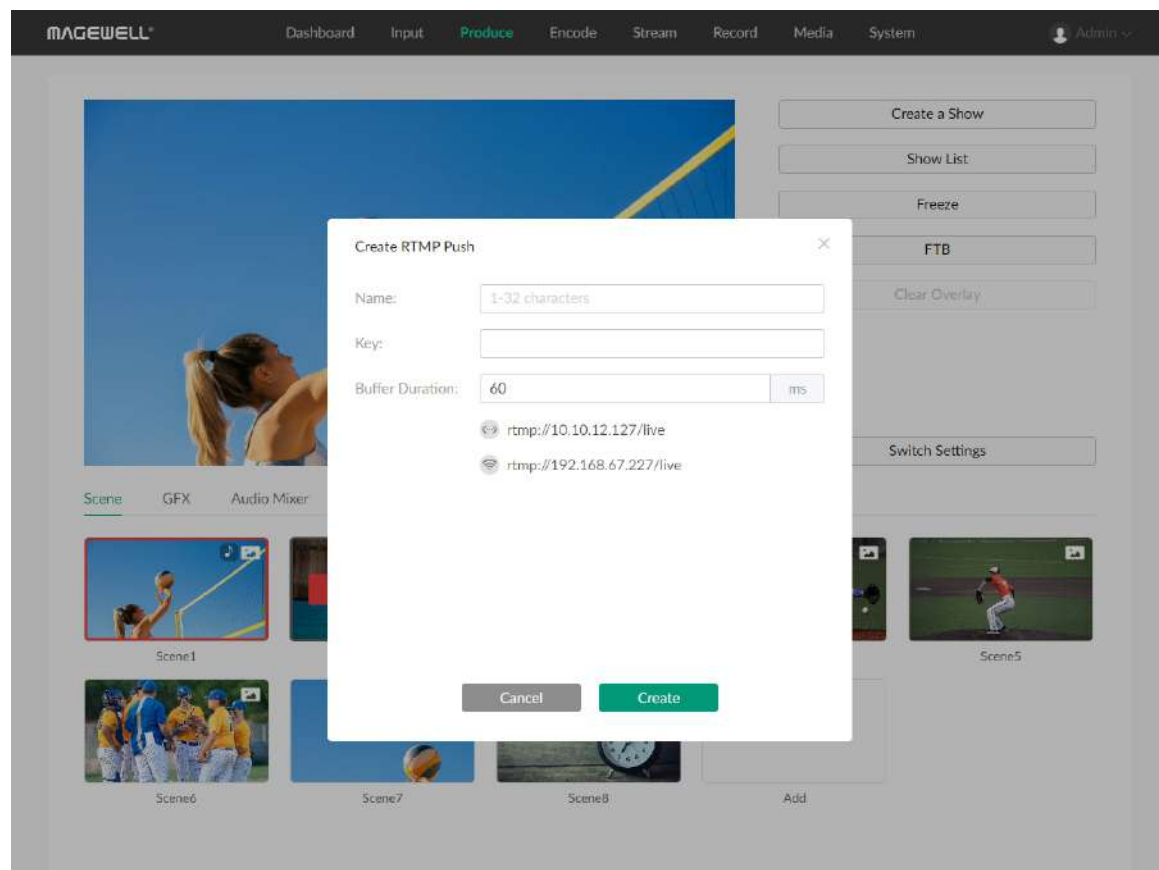 MAGEWELL®
Dashboard Input Produce Encode Stream Record Media System Admin
Create a Show
Show List
Freeze
FTB
Clear Overlay
Switch Settings
Create RTMP Push
Name: 1-32 characters
Key:
Buffer Duration: 60 ms
rtmp://10.10.12.127/live
rtmp://192.168.67.227/live
Cancel Create
Scene GFX Audio Mixer
Scene1 Scene5
Scene6 Scene7 Scene8 Add